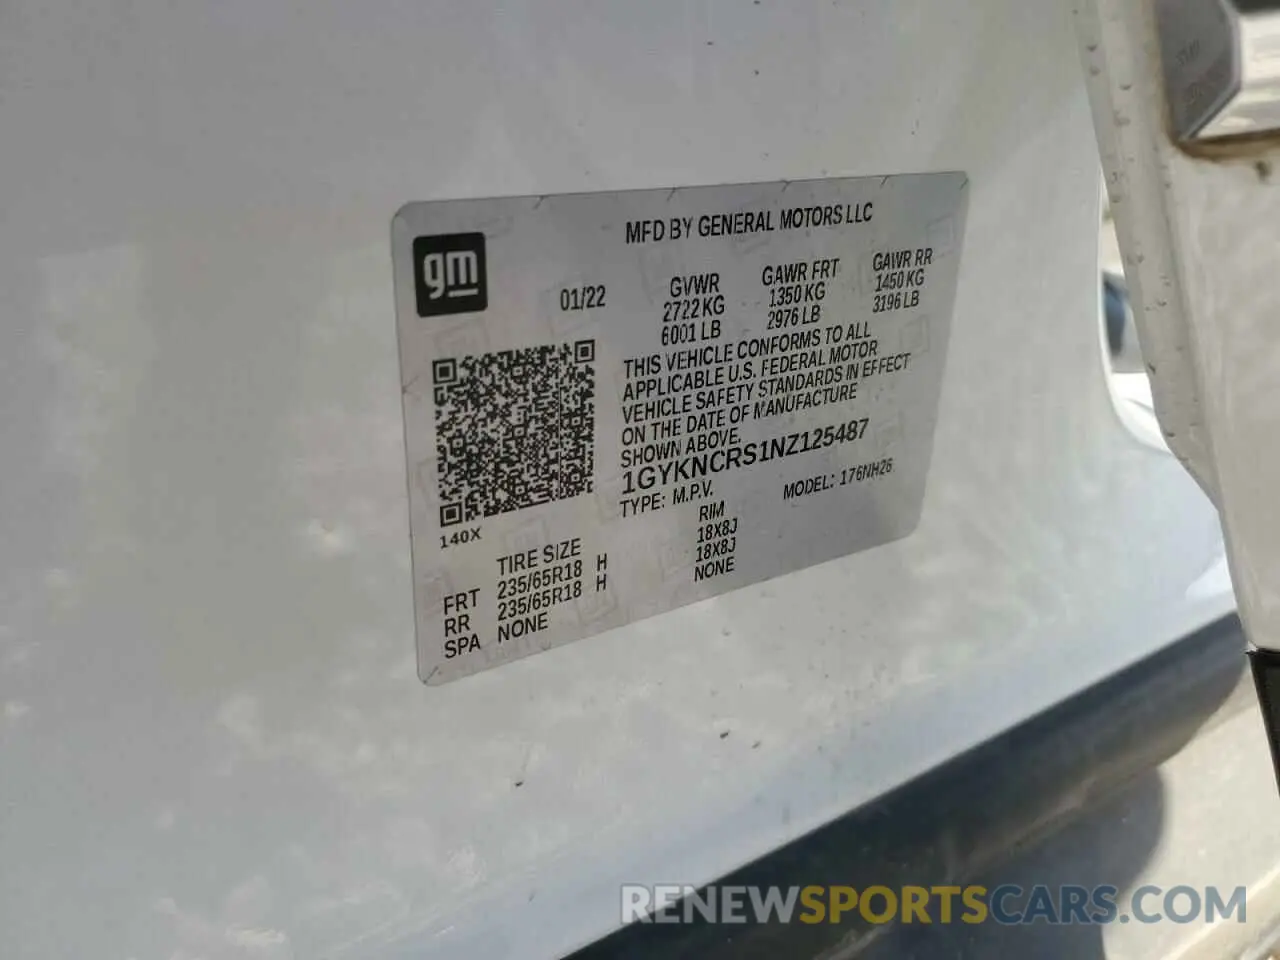 MFD BY GENERAL MOTORS LLC
gm
01/22
GVWR GAWR FRT GAWR RR
2722 KG 1350 KG 1450 KG
6001 LB 2976 LB 3196 LB
THIS VEHICLE CONFORMS TO ALL
APPLICABLE U.S. FEDERAL MOTOR
VEHICLE SAFETY STANDARDS IN EFFECT
ON THE DATE OF MANUFACTURE
SHOWN ABOVE.
1GYKNCRS1NZ125487
TYPE: M.P.V. MODEL: 176NH26
140X
TIRE SIZE RIM
FRT 235/65R18 H 18X8J
RR 235/65R18 H 18X8J
SPA NONE NONE
RENEWSPORTSCARS.COM